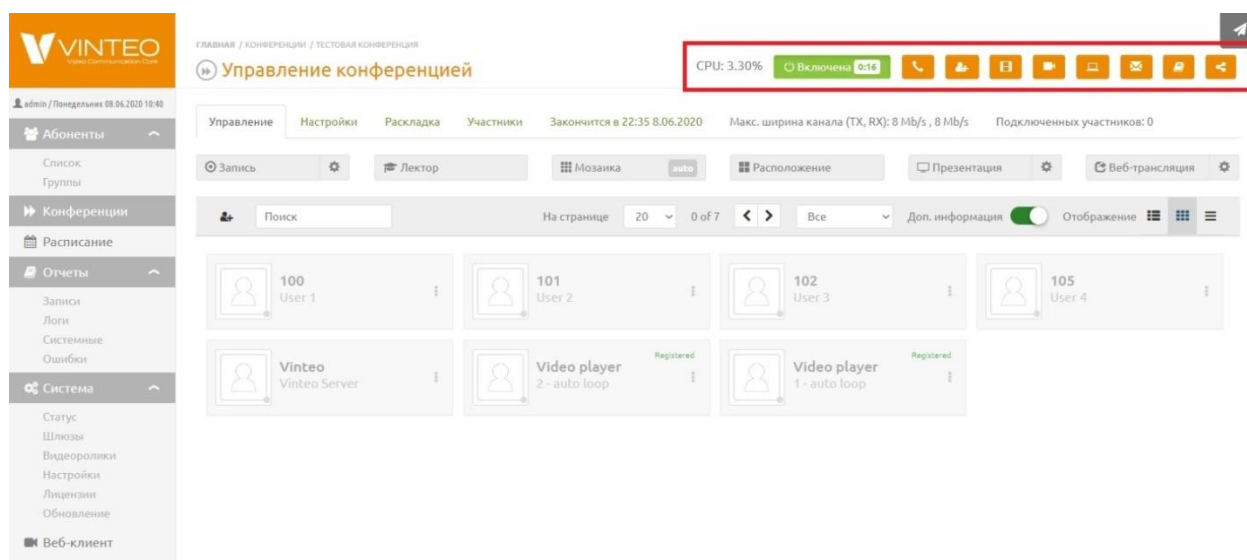 VINTEO
Video Communication Core
admin / Понедельник 08.06.2020 10:40
Абоненты
Список
Группы
Конференции
Расписание
Отчеты
Записи
Логи
Системные
Ошибки
Система
Статус
Шлюзы
Видеоролики
Настройки
Лицензии
Обновление
Веб-клиент
ГЛАВНАЯ / КОНФЕРЕНЦИИ / ТЕСТОВАЯ КОНФЕРЕНЦИЯ
Управление конференцией
CPU: 3.30% Включена 0:16
Управление Настройки Раскладка Участники Закончится в 22:35 8.06.2020 Макс. ширина канала (TX, RX): 8 Mb/s , 8 Mb/s Подключенных участников: 0
Запись Лектор Мозаика auto Расположение Презентация Веб-трансляция
Поиск На странице 20 0 of 7 Все Доп. информация Отображение
100
User 1
101
User 2
102
User 3
105
User 4
Vinteo
Vinteo Server
Registered
Video player
2 - auto loop
Registered
Video player
1 - auto loop